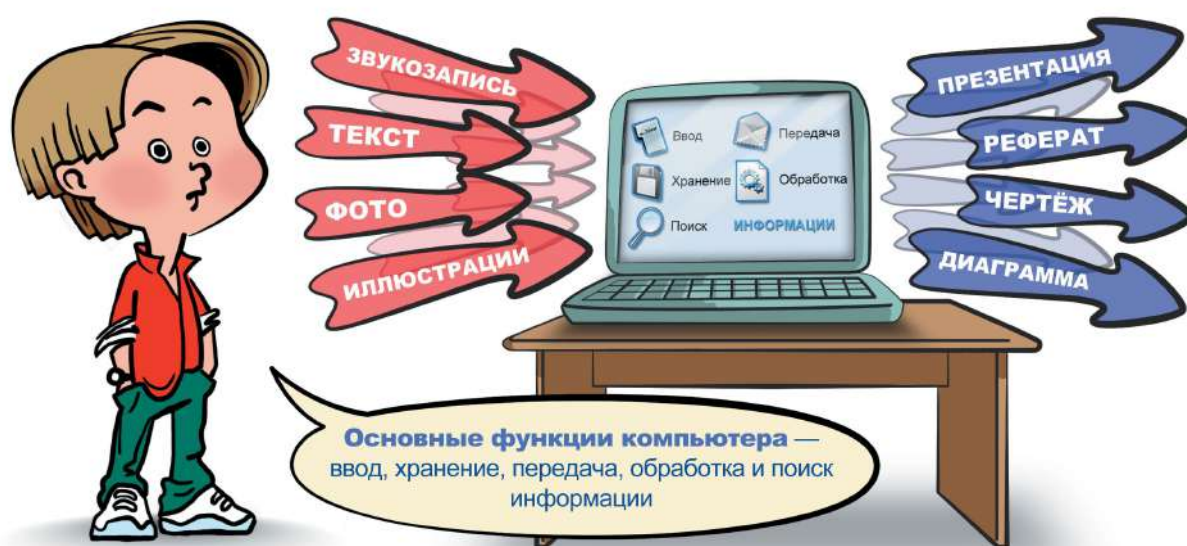 ЗВУКОЗАПИСЬ
ТЕКСТ
ФОТО
ИЛЛЮСТРАЦИИ
Ввод
Передача
Хранение
Обработка
Поиск
ИНФОРМАЦИИ
ПРЕЗЕНТАЦИЯ
РЕФЕРАТ
ЧЕРТЁЖ
ДИАГРАММА
Основные функции компьютера —
ввод, хранение, передача, обработка и поиск
информации